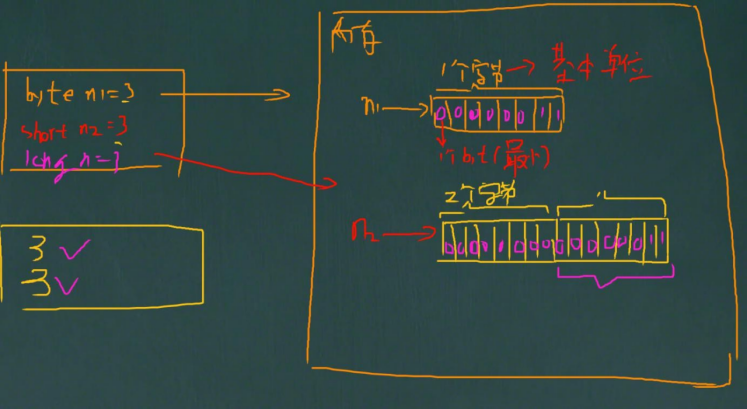 byte n1=3
short n2=3
long n=3
3
3
内存
1个字节 → 基本单位
n1 → 0 0 0 0 0 0 1 1
1个bit(最小)
2个字节
n2 → 0 0 0 0 0 0 0 0 0 0 0 0 0 0 1 1